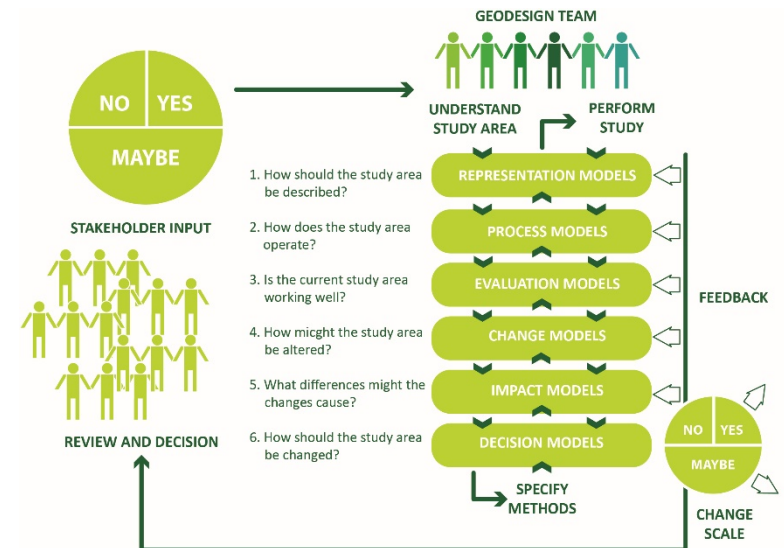 GEODESIGN TEAM
NO
YES
MAYBE
STAKEHOLDER INPUT
UNDERSTAND
STUDY AREA
PERFORM
STUDY
1. How should the study area
be described?
REPRESENTATION MODELS
2. How does the study area
operate?
PROCESS MODELS
3. Is the current study area
working well?
EVALUATION MODELS
4. How micght the study area
be altered?
CHANGE MODELS
5. What differences might the
changes cause?
IMPACT MODELS
6. How should the study area
be changed?
DECISION MODELS
REVIEW AND DECISION
SPECIFY
METHODS
FEEDBACK
NO
YES
MAYBE
CHANGE
SCALE